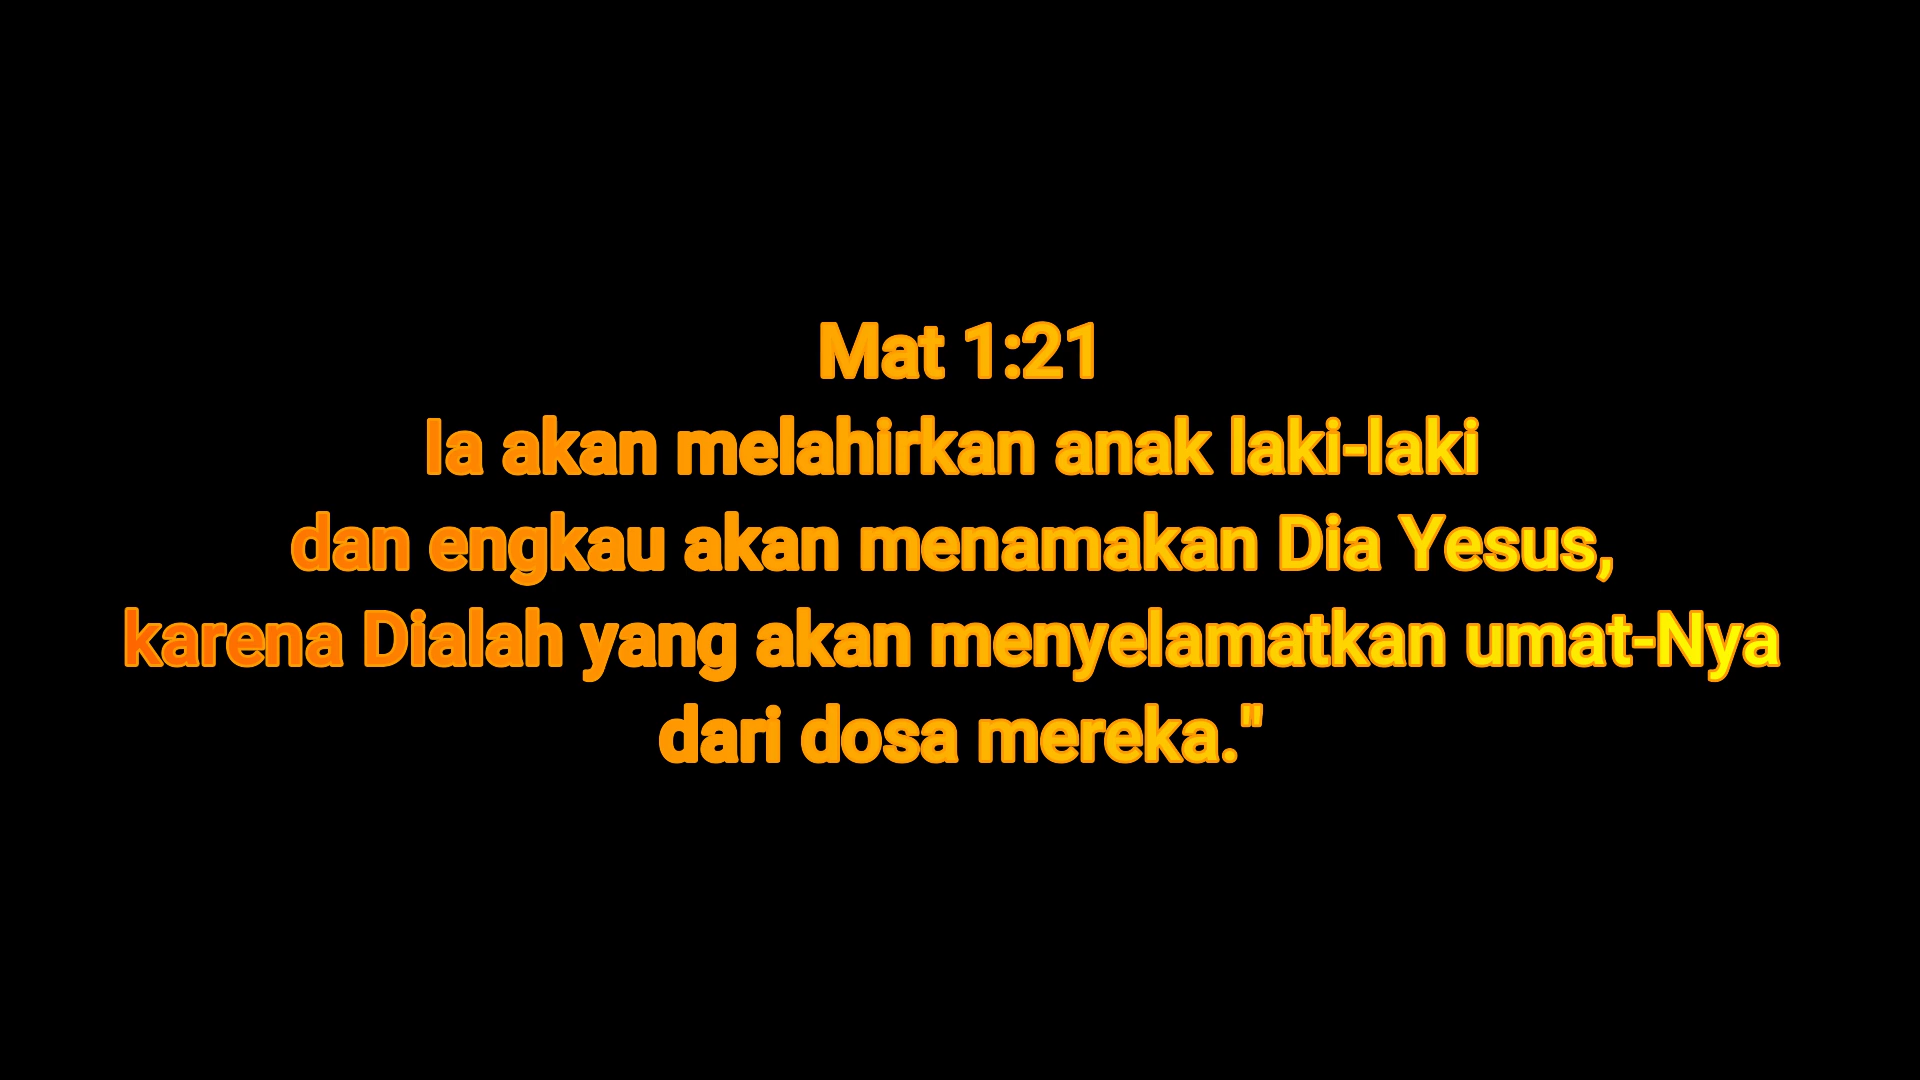 Mat 1:21
Ia akan melahirkan anak laki-laki
dan engkau akan menamakan Dia Yesus,
karena Dialah yang akan menyelamatkan umat-Nya
dari dosa mereka."